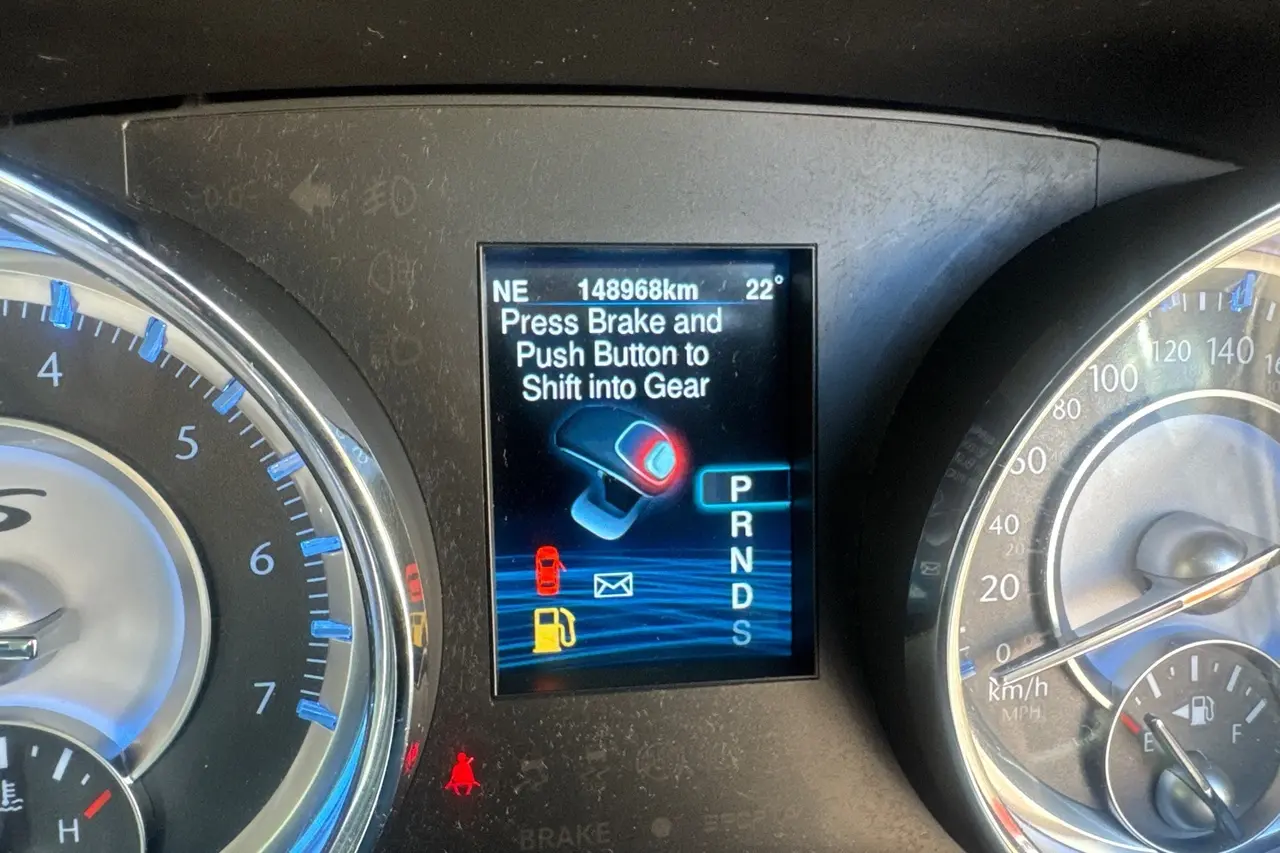 NE 148968km 22°
Press Brake and
Push Button to
Shift into Gear
P
R
N
D
S
4
5
6
7
H
S
0
20
40
60
80
100
120
140
20
km/h
MPH
E
F
BRAKE